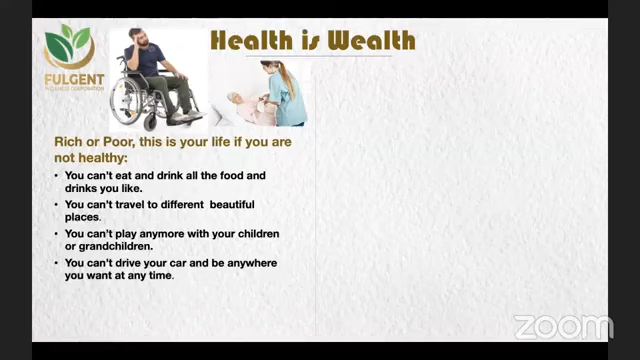 Health is Wealth
FULGENT
Rich or Poor, this is your life if you are
not healthy:
• You can't eat and drink all the food and
drinks you like.
• You can't travel to different beautiful
places.
• You can't play anymore with your children
or grandchildren.
• You can't drive your car and be anywhere
you want at any time.
zoom